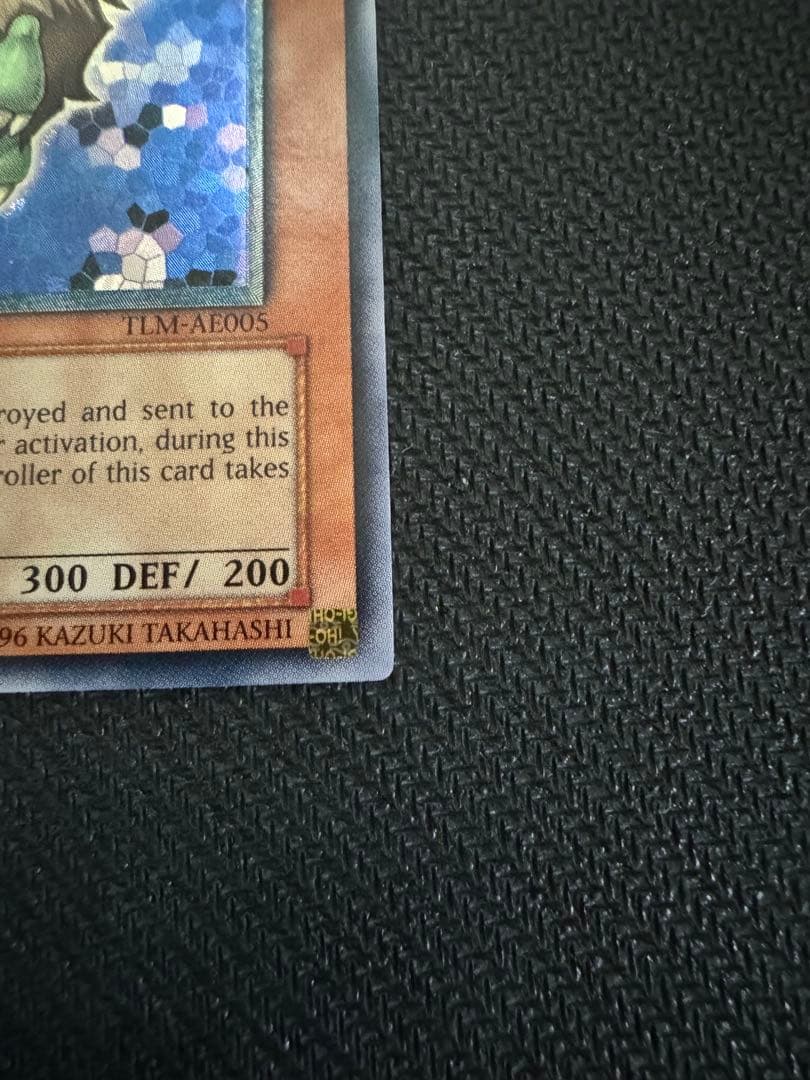 TLM-AE005
royed and sent to the
r activation, during this
roller of this card takes
300 DEF/ 200
96 KAZUKI TAKAHASHI